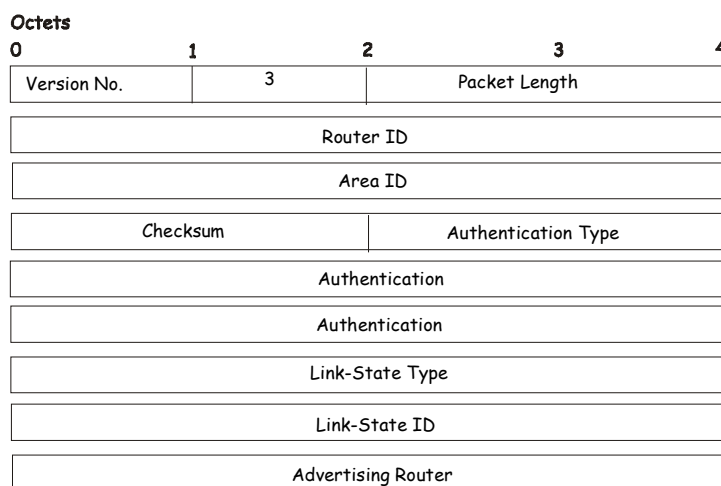 Octets
0 1 2 3 4
Version No. 3 Packet Length
Router ID
Area ID
Checksum Authentication Type
Authentication
Authentication
Link-State Type
Link-State ID
Advertising Router